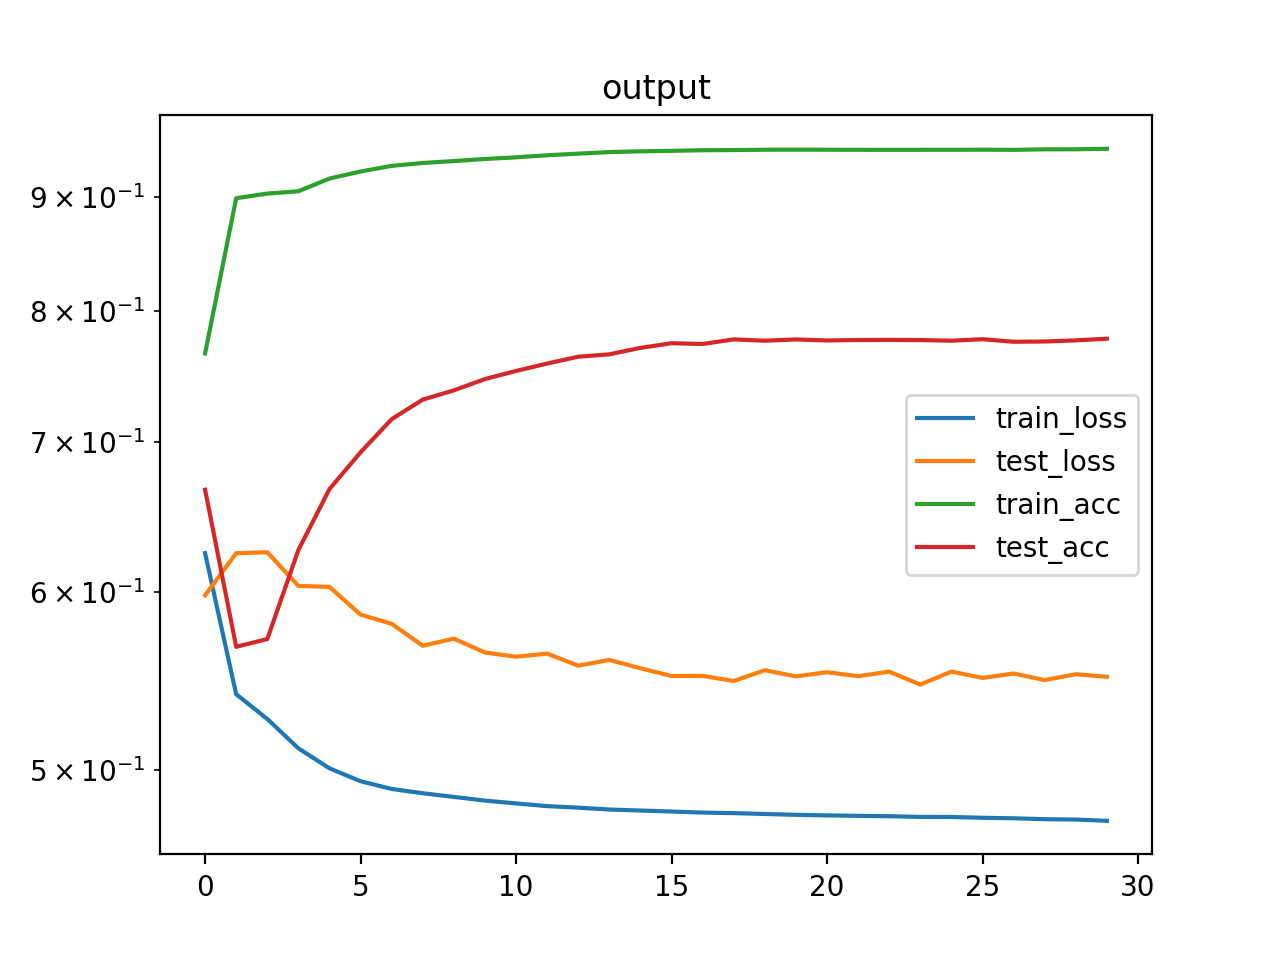 output
9 × 10⁻¹
8 × 10⁻¹
7 × 10⁻¹
6 × 10⁻¹
5 × 10⁻¹
train_loss
test_loss
train_acc
test_acc
0 5 10 15 20 25 30